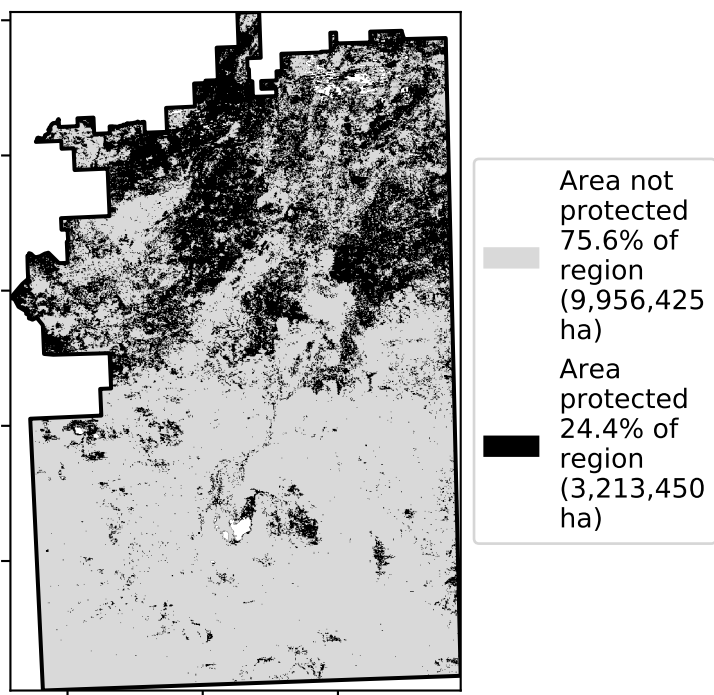 Area not
protected
75.6% of
region
(9,956,425
ha)
Area
protected
24.4% of
region
(3,213,450
ha)